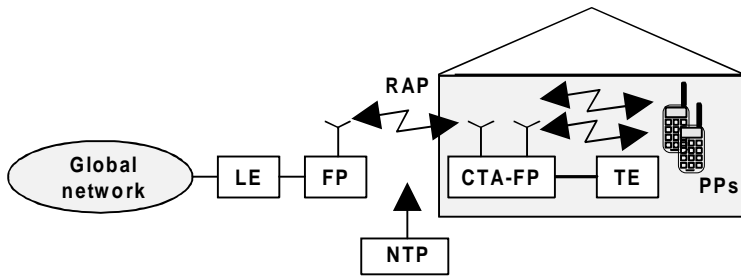 RAP
Global
network
LE
FP
CTA-FP
TE
PPs
NTP